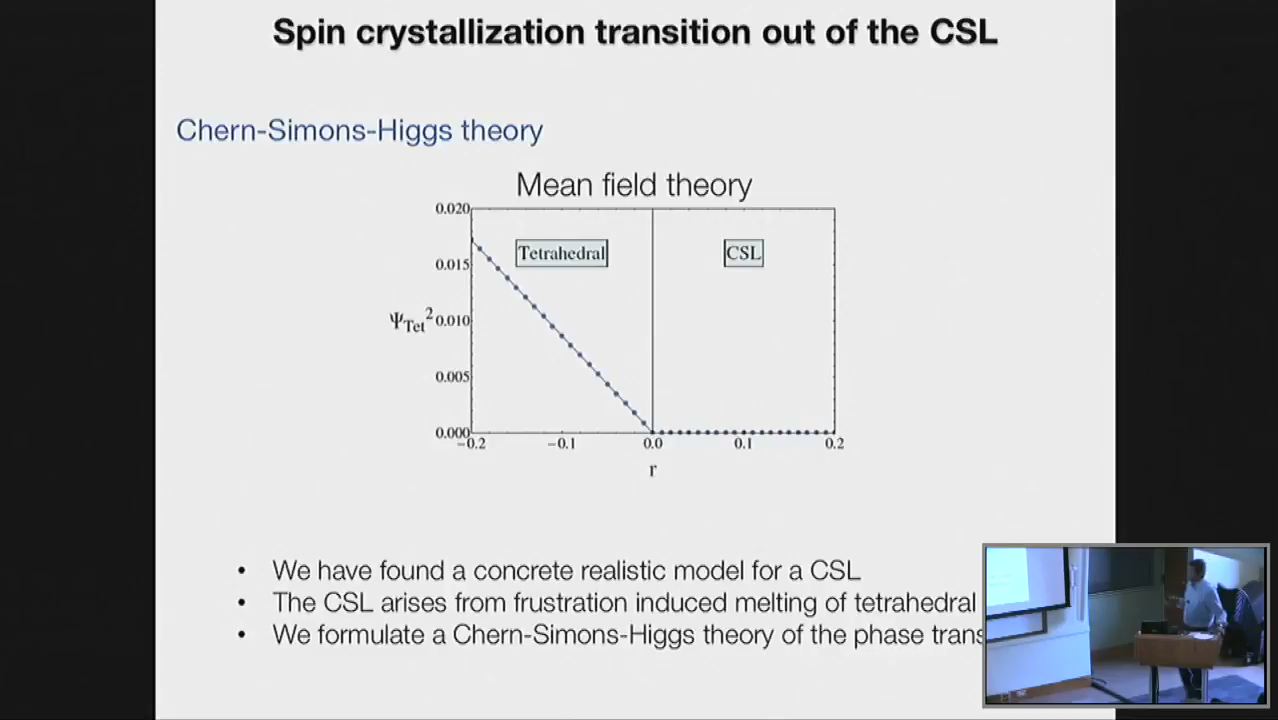 Spin crystallization transition out of the CSL
Chern-Simons-Higgs theory
Mean field theory
0.020
Tetrahedral
CSL
0.015
ΨTet² 0.010
0.005
0.000
−0.2 −0.1 0.0 0.1 0.2
r
• We have found a concrete realistic model for a CSL
• The CSL arises from frustration induced melting of tetrahedral
• We formulate a Chern-Simons-Higgs theory of the phase trans